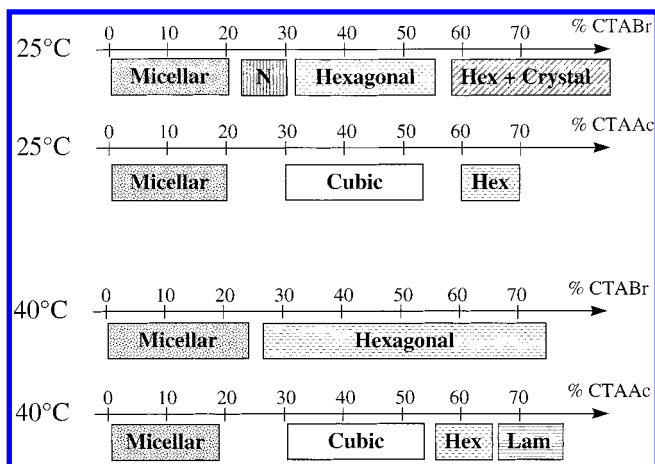 0 10 20 30 40 50 60 70 % CTABr
25°C
Micellar N Hexagonal Hex + Crystal
0 10 20 30 40 50 60 70 % CTAAc
25°C
Micellar Cubic Hex
0 10 20 30 40 50 60 70 % CTABr
40°C
Micellar Hexagonal
0 10 20 30 40 50 60 70 % CTAAc
40°C
Micellar Cubic Hex Lam